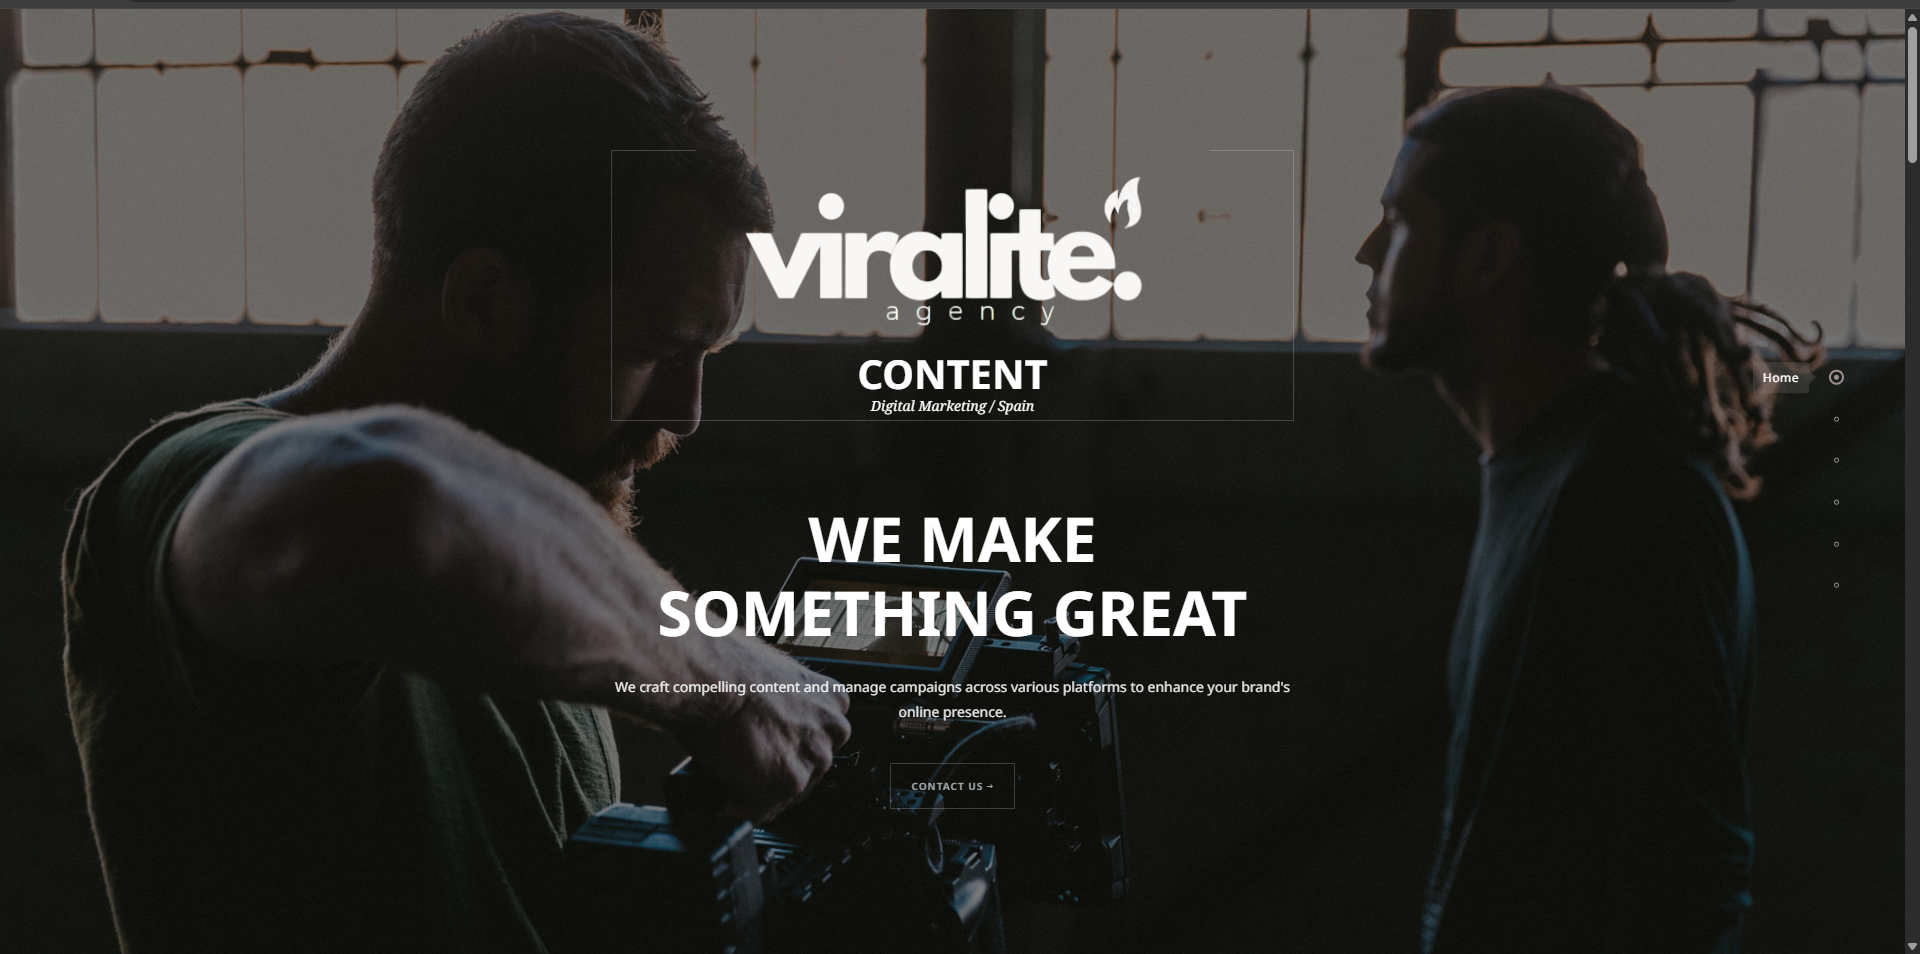 viralite.
agency
CONTENT
Digital Marketing / Spain
Home
WE MAKE
SOMETHING GREAT
We craft compelling content and manage campaigns across various platforms to enhance your brand's
online presence.
CONTACT US →